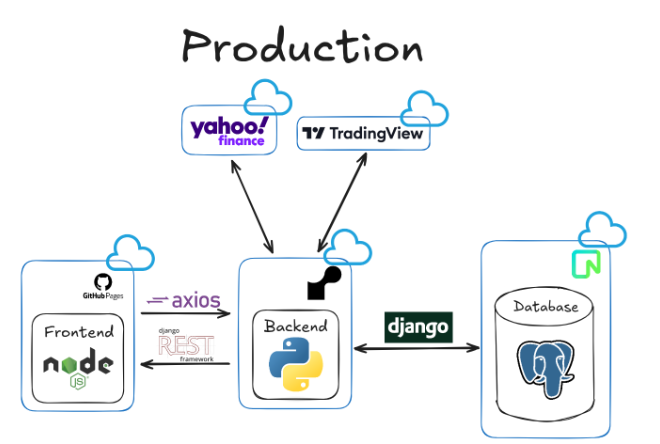 Production
yahoo!
finance
TradingView
GitHub Pages
axios
Frontend
node
JS
django
REST
framework
Backend
django
Database